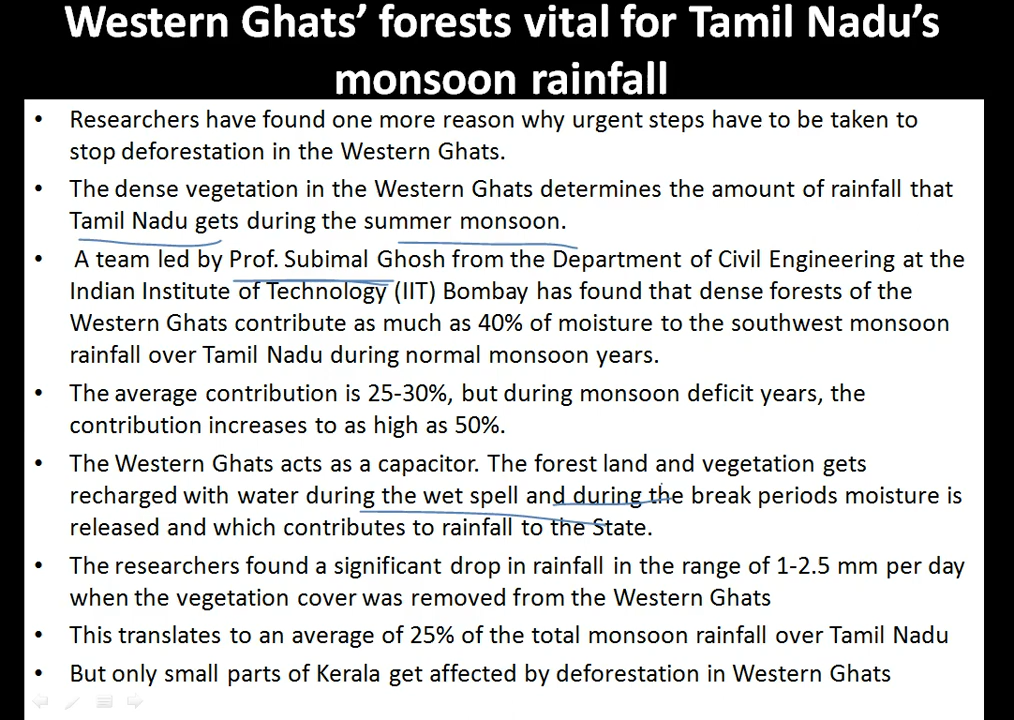 Western Ghats’ forests vital for Tamil Nadu’s
monsoon rainfall
• Researchers have found one more reason why urgent steps have to be taken to
stop deforestation in the Western Ghats.
• The dense vegetation in the Western Ghats determines the amount of rainfall that
Tamil Nadu gets during the summer monsoon.
• A team led by Prof. Subimal Ghosh from the Department of Civil Engineering at the
Indian Institute of Technology (IIT) Bombay has found that dense forests of the
Western Ghats contribute as much as 40% of moisture to the southwest monsoon
rainfall over Tamil Nadu during normal monsoon years.
• The average contribution is 25-30%, but during monsoon deficit years, the
contribution increases to as high as 50%.
• The Western Ghats acts as a capacitor. The forest land and vegetation gets
recharged with water during the wet spell and during the break periods moisture is
released and which contributes to rainfall to the State.
• The researchers found a significant drop in rainfall in the range of 1-2.5 mm per day
when the vegetation cover was removed from the Western Ghats
• This translates to an average of 25% of the total monsoon rainfall over Tamil Nadu
• But only small parts of Kerala get affected by deforestation in Western Ghats